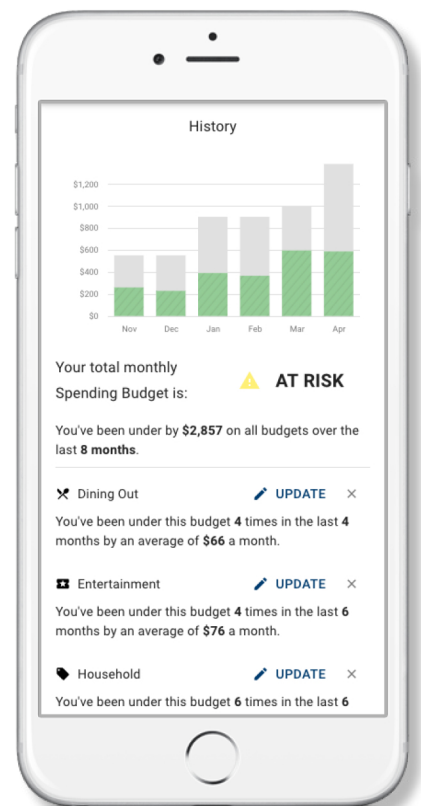 History
$1,200
$1,000
$800
$600
$400
$200
$0
Nov Dec Jan Feb Mar Apr
Your total monthly
Spending Budget is:
AT RISK
You've been under by $2,857 on all budgets over the
last 8 months.
Dining Out UPDATE
You've been under this budget 4 times in the last 4
months by an average of $66 a month.
Entertainment UPDATE
You've been under this budget 4 times in the last 6
months by an average of $76 a month.
Household UPDATE
You've been under this budget 6 times in the last 6